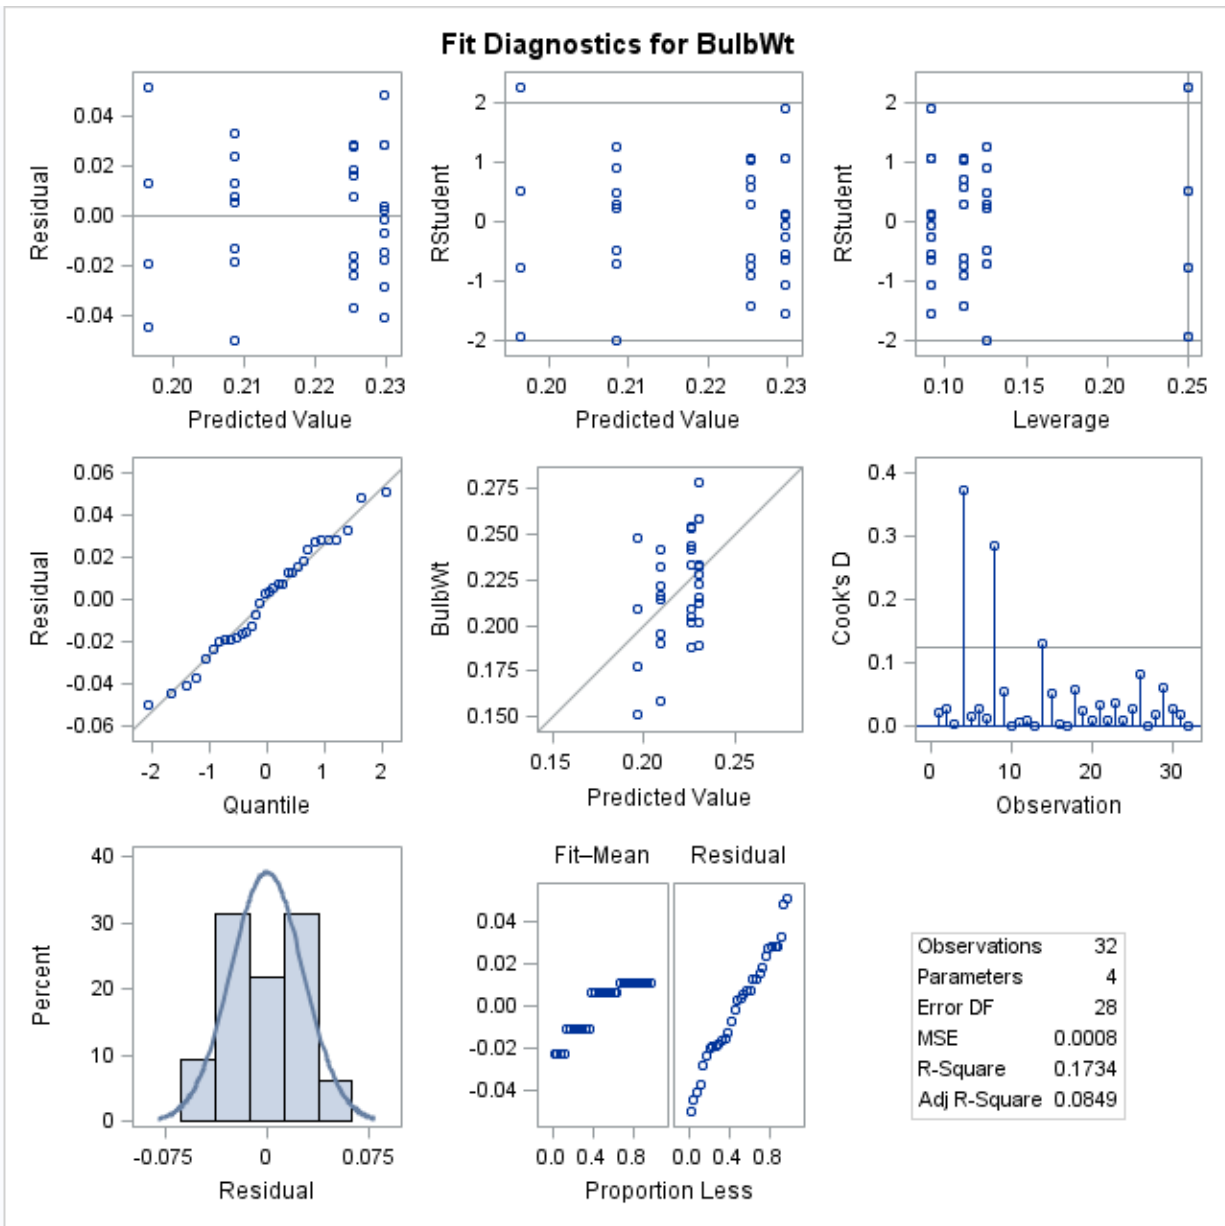 Fit Diagnostics for BulbWt
Residual
0.04
0.02
0.00
-0.02
-0.04
0.20 0.21 0.22 0.23
Predicted Value
RStudent
2
1
0
-1
-2
0.20 0.21 0.22 0.23
Predicted Value
RStudent
2
1
0
-1
-2
0.10 0.15 0.20 0.25
Leverage
Residual
0.06
0.04
0.02
0.00
-0.02
-0.04
-0.06
-2 -1 0 1 2
Quantile
BulbWt
0.275
0.250
0.225
0.200
0.175
0.150
0.15 0.20 0.25
Predicted Value
Cook's D
0.4
0.3
0.2
0.1
0.0
0 10 20 30
Observation
Percent
40
30
20
10
0
-0.075 0 0.075
Residual
Fit–Mean Residual
0.04
0.02
0.00
-0.02
-0.04
0.0 0.4 0.8 0.0 0.4 0.8
Proportion Less
Observations 32
Parameters 4
Error DF 28
MSE 0.0008
R-Square 0.1734
Adj R-Square 0.0849